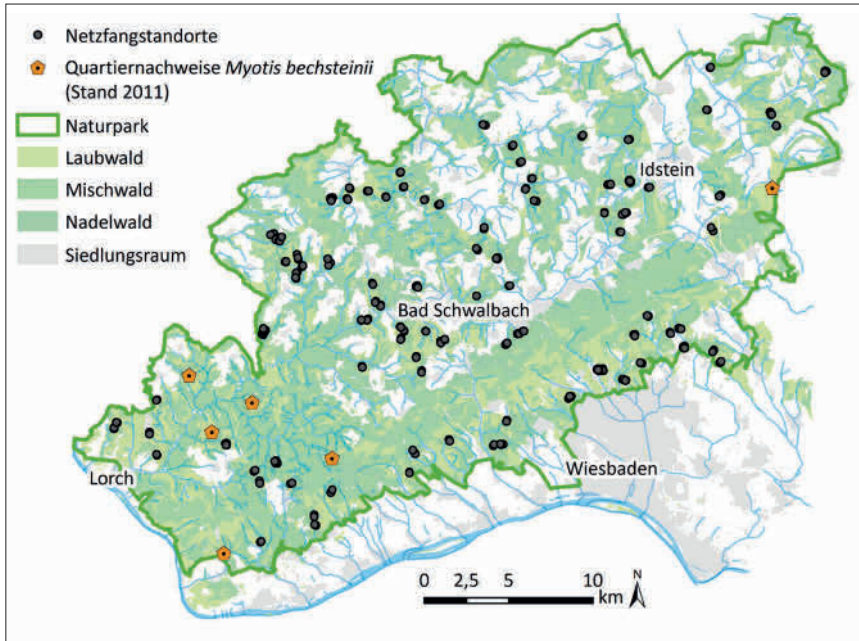 Netzfangstandorte
Quartiernachweise Myotis bechsteinii
(Stand 2011)
Naturpark
Laubwald
Mischwald
Nadelwald
Siedlungsraum
Idstein
Bad Schwalbach
Lorch
Wiesbaden
0 2,5 5 10
km
N